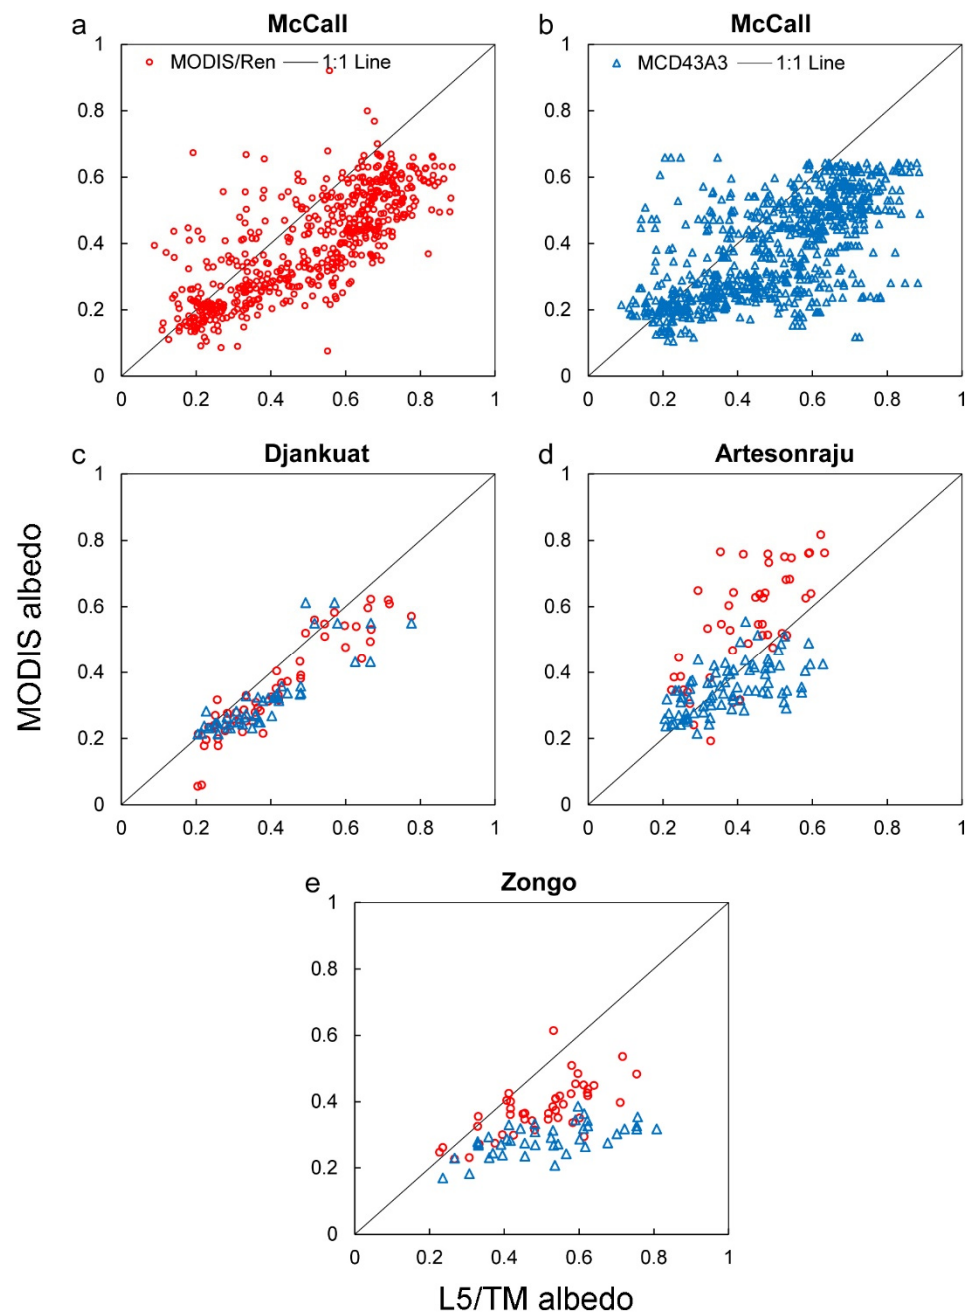 a McCall
1
MODIS/Ren 1:1 Line
0.8
0.6
0.4
0.2
0
0 0.2 0.4 0.6 0.8 1
b McCall
1
MCD43A3 1:1 Line
0.8
0.6
0.4
0.2
0
0 0.2 0.4 0.6 0.8 1
MODIS albedo
c Djankuat
1
0.8
0.6
0.4
0.2
0
0 0.2 0.4 0.6 0.8 1
d Artesonraju
1
0.8
0.6
0.4
0.2
0
0 0.2 0.4 0.6 0.8 1
e Zongo
1
0.8
0.6
0.4
0.2
0
0 0.2 0.4 0.6 0.8 1
L5/TM albedo